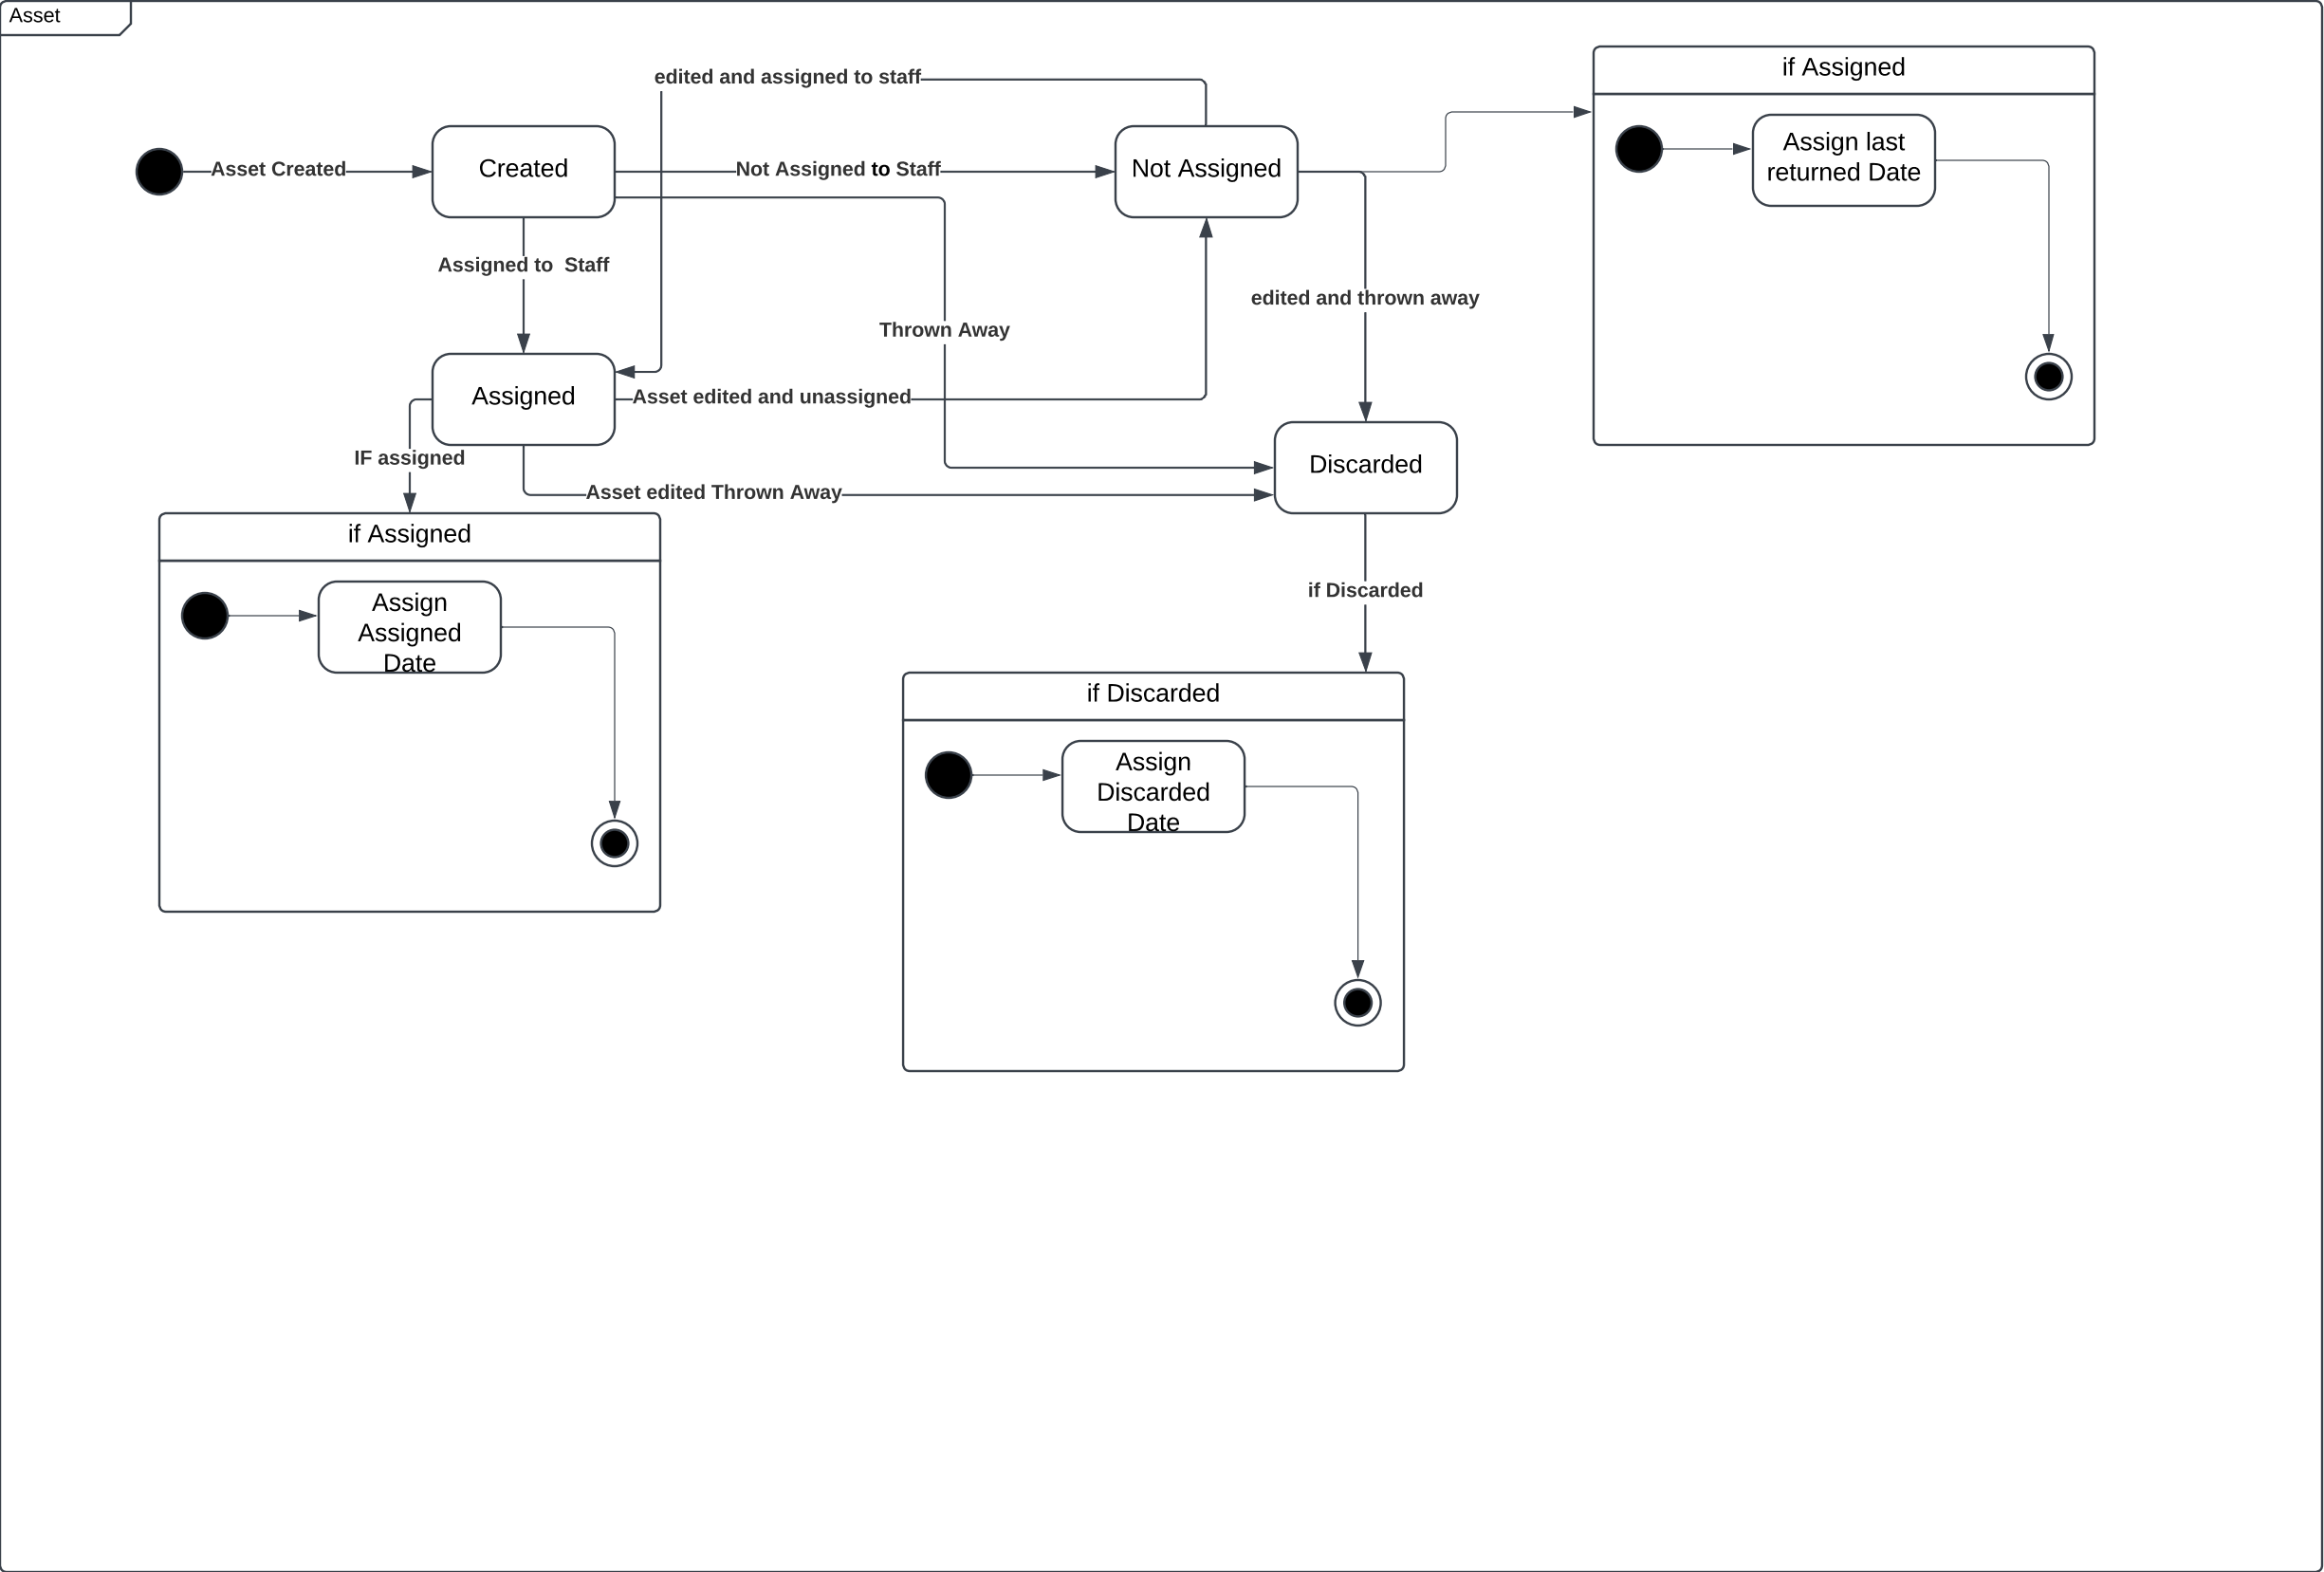 Asset
edited and assigned to staff
if Assigned
Asset Created
Created
Not Assigned to Staff
Not Assigned
Assign last
returned Date
Assigned to  Staff
edited and thrown away
Thrown Away
Assigned
Asset edited and unassigned
IF assigned
Discarded
Asset edited Thrown Away
if Assigned
Assign
Assigned
Date
if Discarded
if Discarded
Assign
Discarded
Date